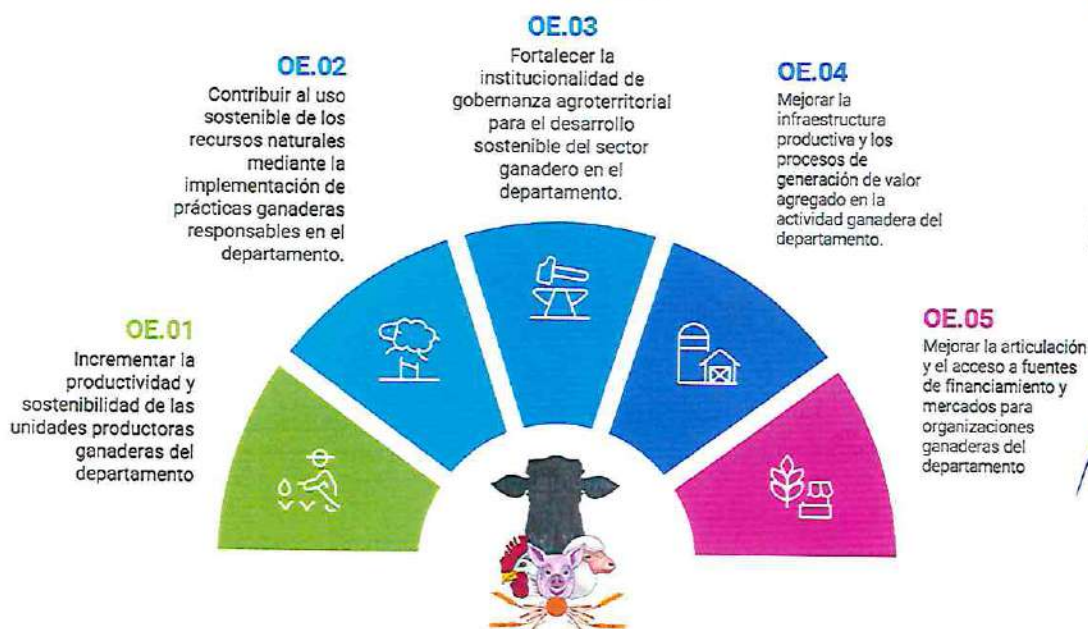 OE.01
Incrementar la
productividad y
sostenibilidad de las
unidades productoras
ganaderas del
departamento
OE.02
Contribuir al uso
sostenible de los
recursos naturales
mediante la
implementación de
prácticas ganaderas
responsables en el
departamento.
OE.03
Fortalecer la
institucionalidad de
gobernanza agroterritorial
para el desarrollo
sostenible del sector
ganadero en el
departamento.
OE.04
Mejorar la
infraestructura
productiva y los
procesos de
generación de valor
agregado en la
actividad ganadera del
departamento.
OE.05
Mejorar la articulación
y el acceso a fuentes
de financiamiento y
mercados para
organizaciones
ganaderas del
departamento